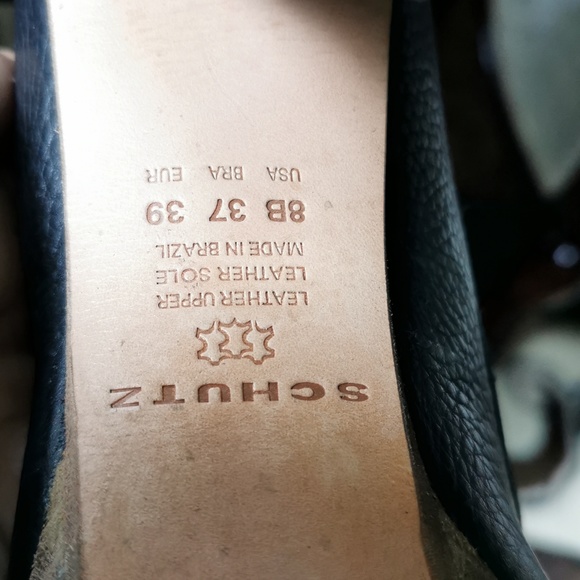 SCHUTZ
LEATHER UPPER
LEATHER SOLE
MADE IN BRAZIL
8B 37 39
USA BRA EUR